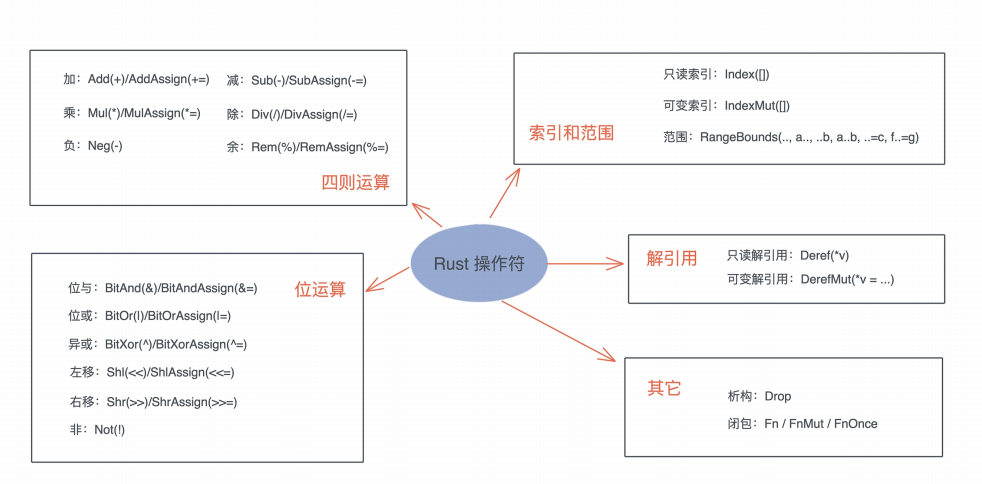 加：Add(+)/AddAssign(+=) 减：Sub(-)/SubAssign(-=)
乘：Mul(*)/MulAssign(*=) 除：Div(/)/DivAssign(/=)
负：Neg(-) 余：Rem(%)/RemAssign(%=)
四则运算
只读索引：Index([])
可变索引：IndexMut([])
索引和范围
范围：RangeBounds(.., a.., ..b, a..b, ..=c, f..=g)
Rust 操作符
解引用
只读解引用：Deref(*v)
可变解引用：DerefMut(*v = ...)
位运算
位与：BitAnd(&)/BitAndAssign(&=)
位或：BitOr(|)/BitOrAssign(|=)
异或：BitXor(^)/BitXorAssign(^=)
左移：Shl(<<)/ShlAssign(<<=)
右移：Shr(>>)/ShrAssign(>>=)
非：Not(!)
其它
析构：Drop
闭包：Fn / FnMut / FnOnce